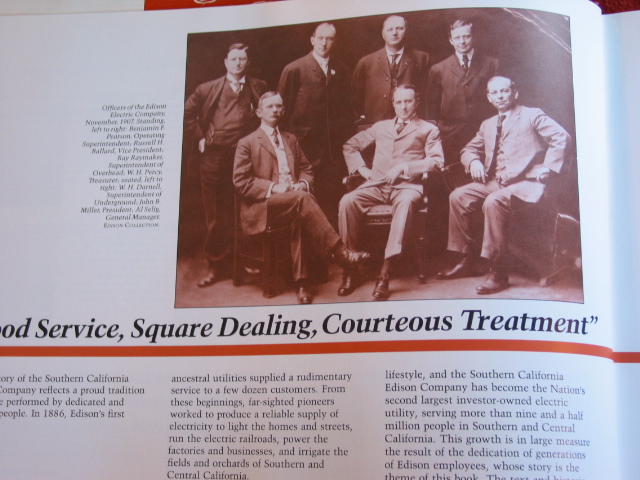 Officers of the Edison
Electric Company,
November, 1907. Standing,
left to right: Benjamin F.
Pearson, Operating
Superintendent; Russell H.
Ballard, Vice President;
Ray Raymaker,
Superintendent of
Overhead; W. H. Percy,
Treasurer; seated, left to
right: W. H. Darnell,
Superintendent of
Underground, John B.
Miller, President; Al Selig,
General Manager.
EDISON COLLECTION.
ood Service, Square Dealing, Courteous Treatment”
ory of the Southern California
Company reflects a proud tradition
e performed by dedicated and
people. In 1886, Edison's first
ancestral utilities supplied a rudimentary
service to a few dozen customers. From
these beginnings, far-sighted pioneers
worked to produce a reliable supply of
electricity to light the homes and streets,
run the electric railroads, power the
factories and businesses, and irrigate the
fields and orchards of Southern and
Central California.
lifestyle, and the Southern California
Edison Company has become the Nation's
second largest investor-owned electric
utility, serving more than nine and a half
million people in Southern and Central
California. This growth is in large measure
the result of the dedication of generations
of Edison employees, whose story is the
theme of this book. The text and